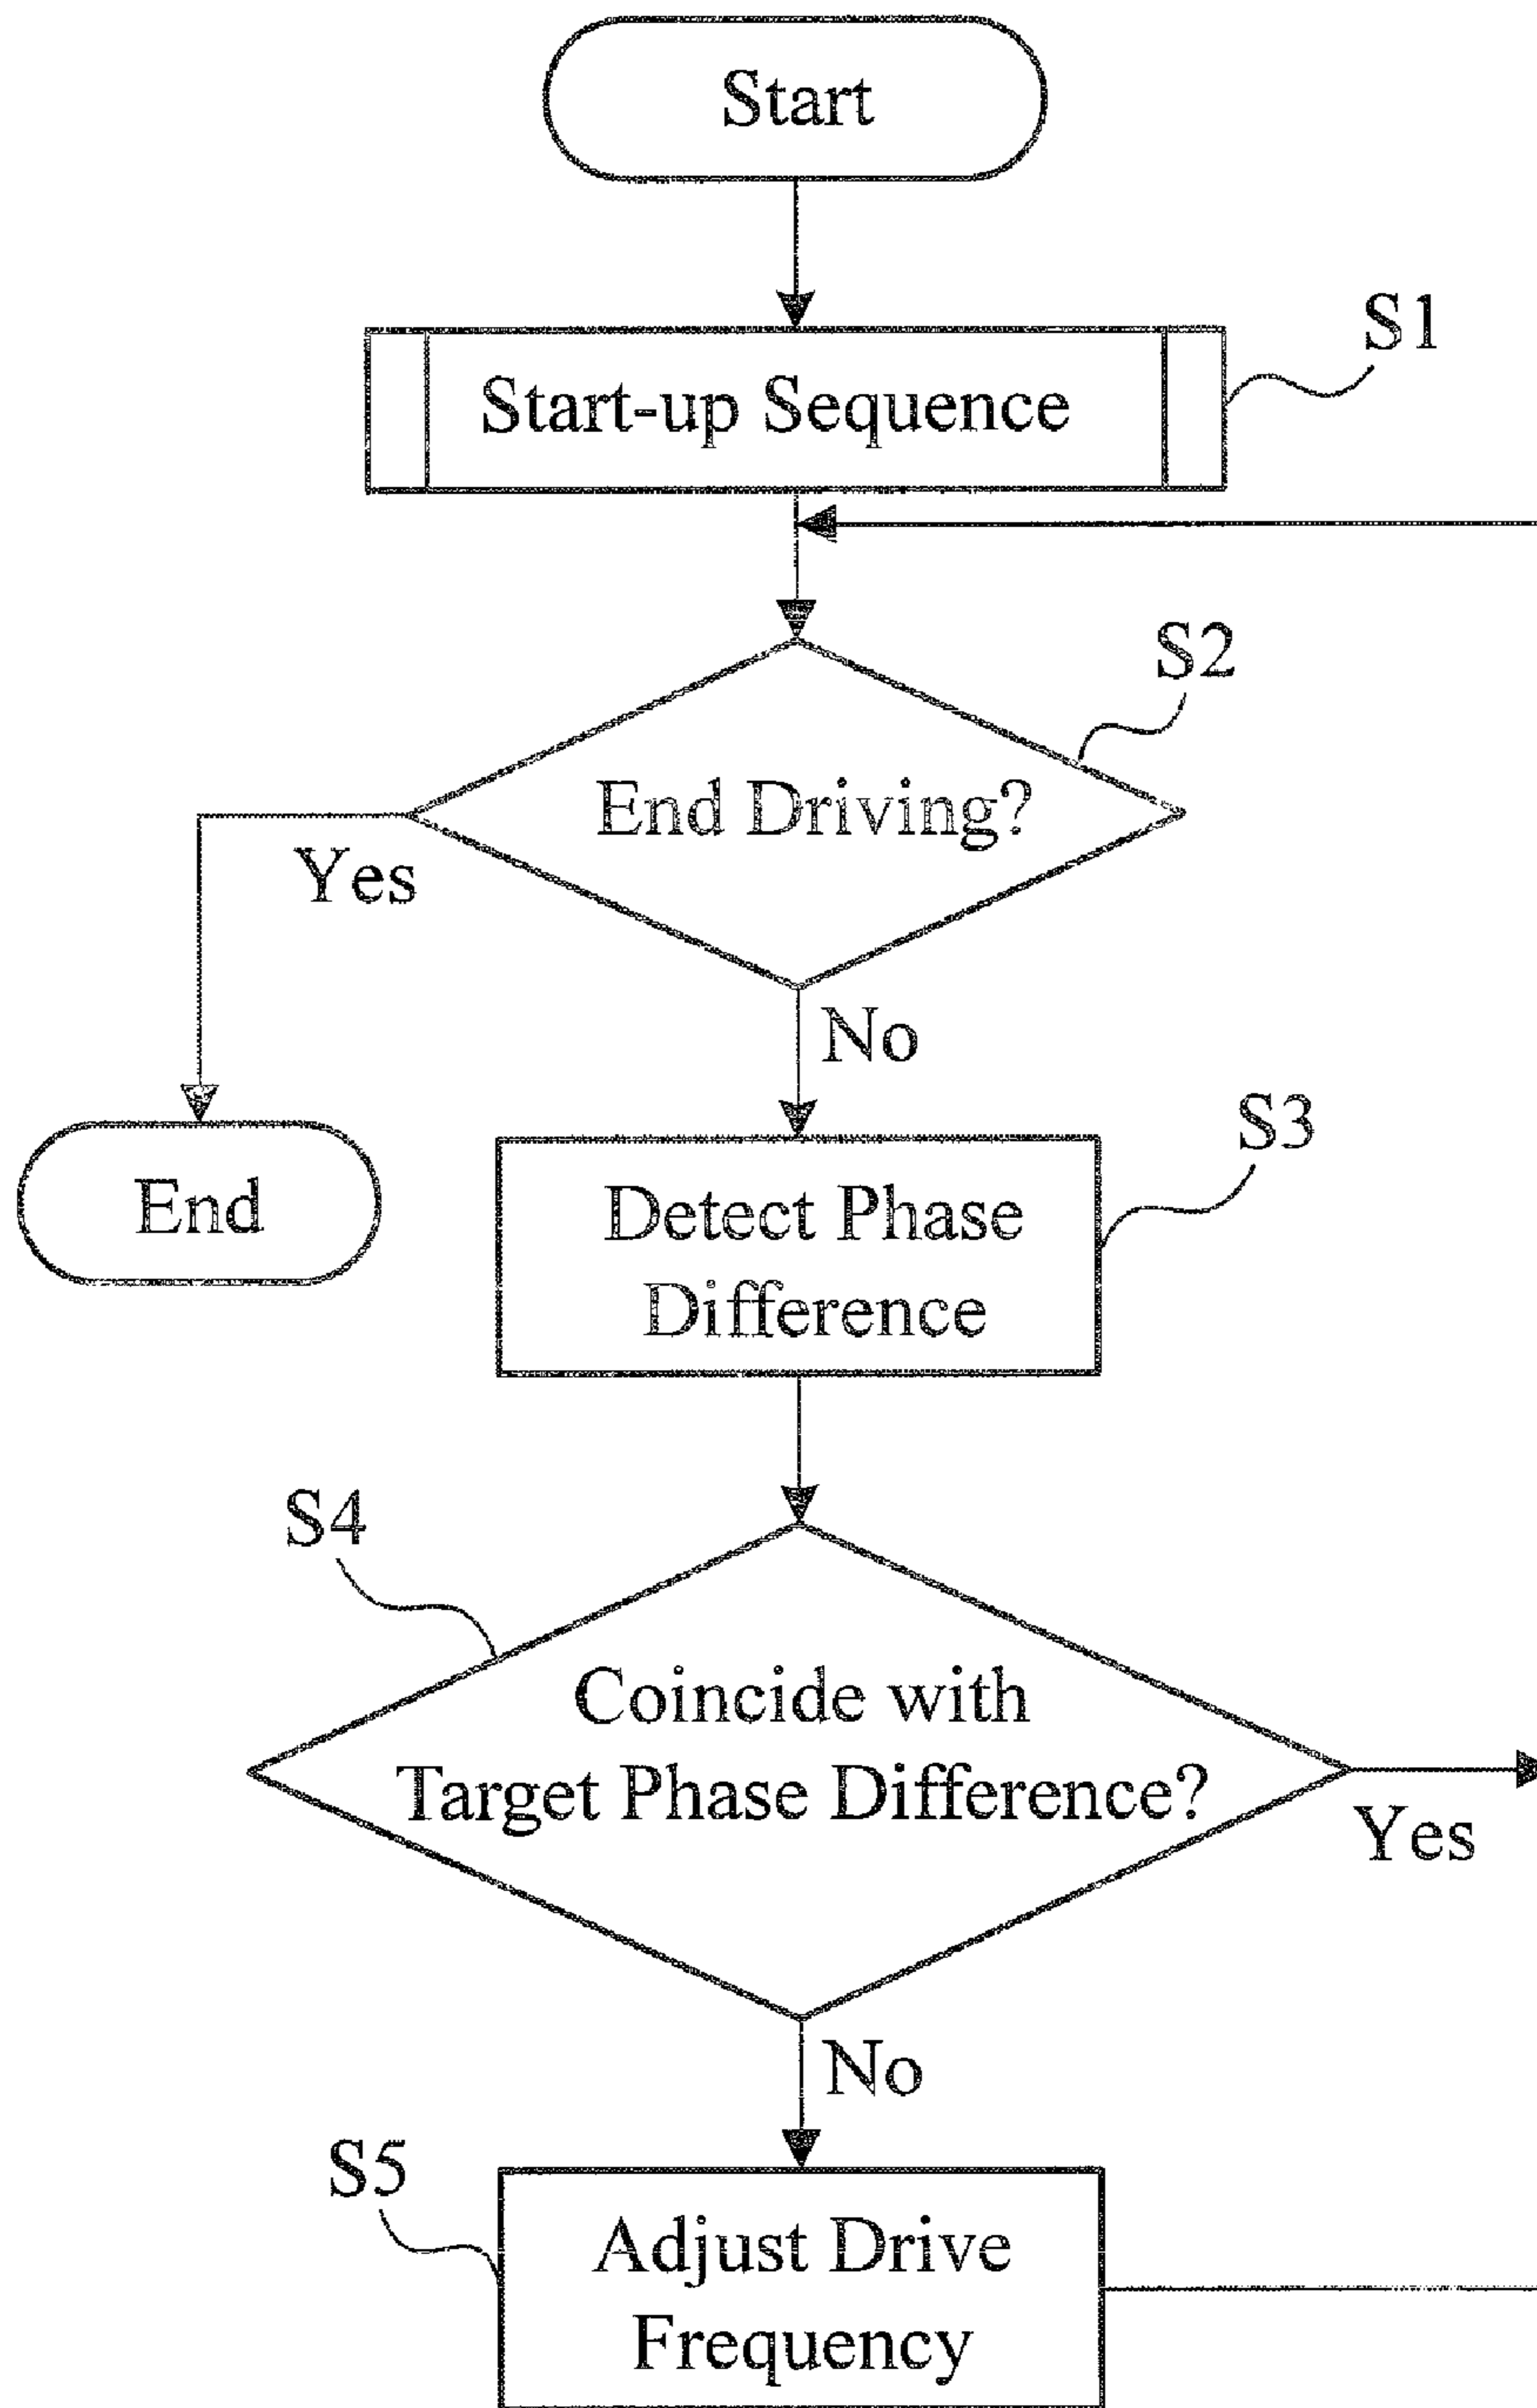 Start
S1
Start-up Sequence
S2
End Driving?
Yes
No
S3
End
Detect Phase
Difference
S4
Coincide with
Target Phase Difference?
Yes
No
S5
Adjust Drive
Frequency